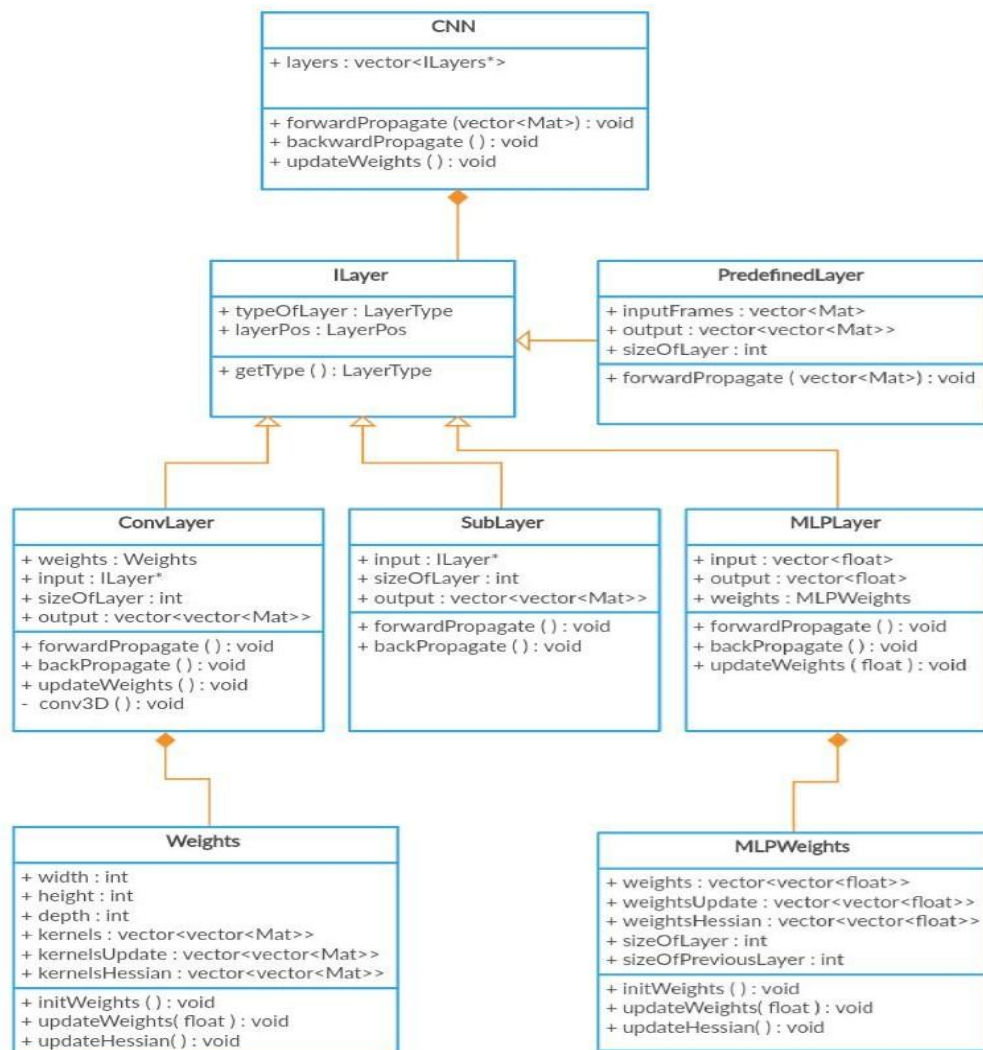 CNN
+ layers : vector<ILayers*>
+ forwardPropagate (vector<Mat>) : void
+ backwardPropagate ( ) : void
+ updateWeights ( ) : void
ILayer
+ typeOfLayer : LayerType
+ layerPos : LayerPos
+ getType ( ) : LayerType
PredefinedLayer
+ inputFrames : vector<Mat>
+ output : vector<vector<Mat>>
+ sizeOfLayer : int
+ forwardPropagate ( vector<Mat>) : void
ConvLayer
+ weights : Weights
+ input : ILayer*
+ sizeOfLayer : int
+ output : vector<vector<Mat>>
+ forwardPropagate ( ) : void
+ backPropagate ( ) : void
+ updateWeights ( ) : void
- conv3D ( ) : void
SubLayer
+ input : ILayer*
+ sizeOfLayer : int
+ output : vector<vector<Mat>>
+ forwardPropagate ( ) : void
+ backPropagate ( ) : void
MLPLayer
+ input : vector<float>
+ output : vector<float>
+ weights : MLPWeights
+ forwardPropagate ( ) : void
+ backPropagate ( ) : void
+ updateWeights ( float ) : void
Weights
+ width : int
+ height : int
+ depth : int
+ kernels : vector<vector<Mat>>
+ kernelsUpdate : vector<vector<Mat>>
+ kernelsHessian : vector<vector<Mat>>
+ initWeights ( ) : void
+ updateWeights( float ) : void
+ updateHessian( ) : void
MLPWeights
+ weights : vector<vector<float>>
+ weightsUpdate : vector<vector<float>>
+ weightsHessian : vector<vector<float>>
+ sizeOfLayer : int
+ sizeOfPreviousLayer : int
+ initWeights ( ) : void
+ updateWeights( float ) : void
+ updateHessian( ) : void